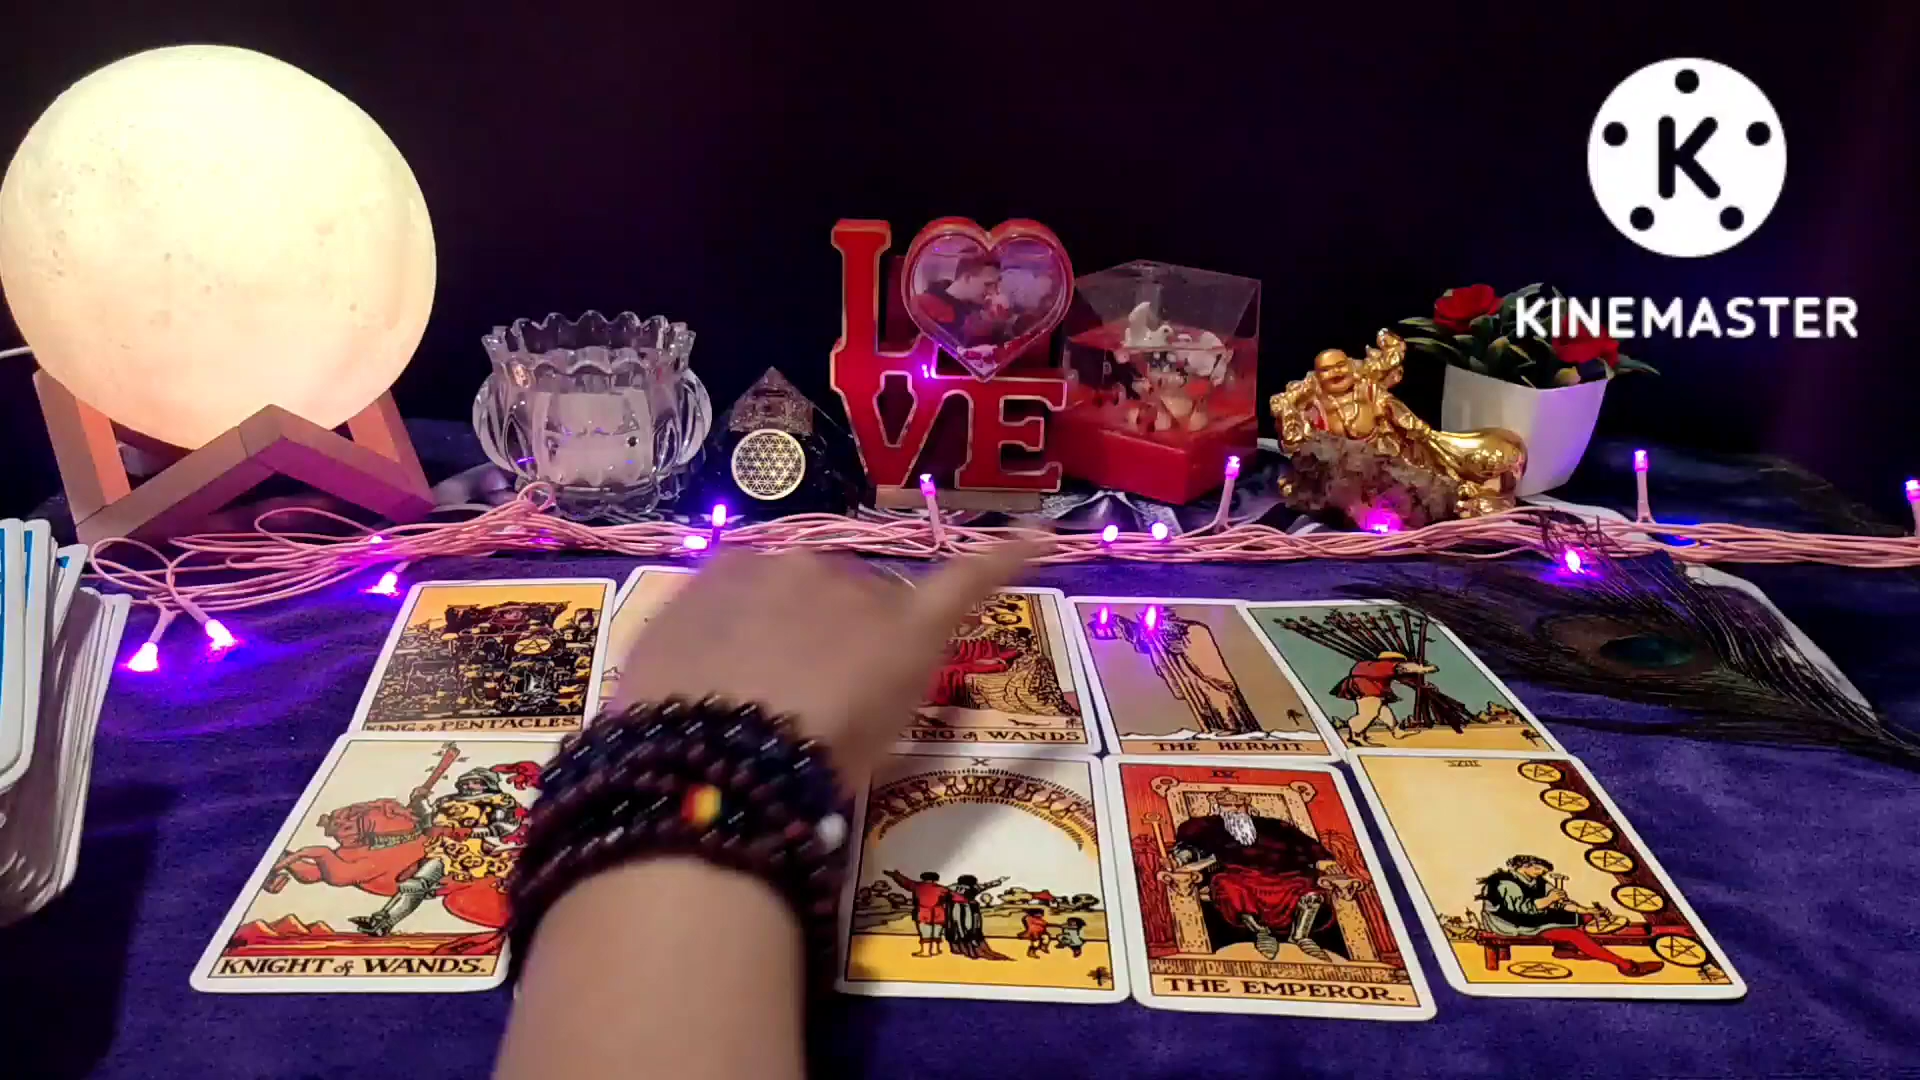 K
KINEMASTER
LOVE
KING of PENTACLES.
KING of WANDS
THE HERMIT.
KNIGHT of WANDS.
X
IV
THE EMPEROR.
VIII